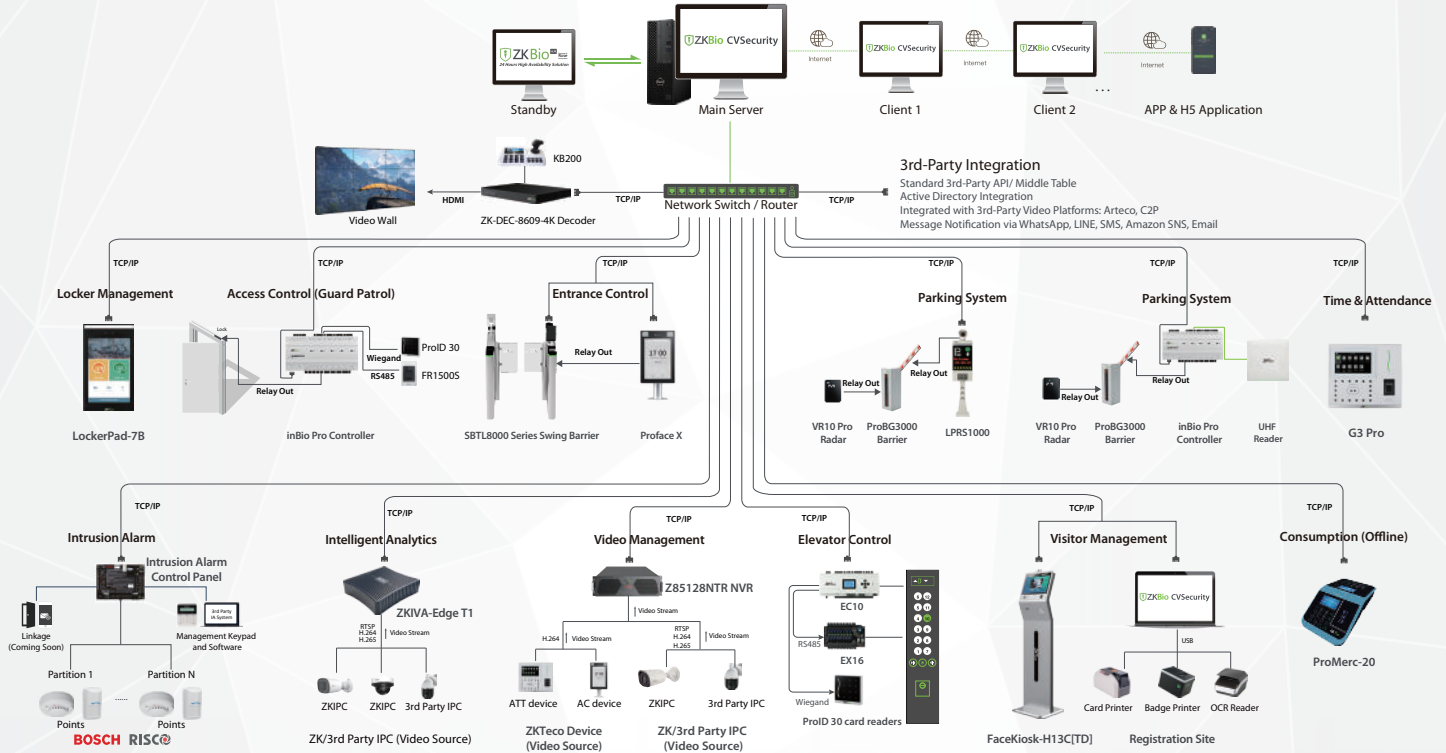 ZKBio
24 Hours High Availability Solution
Standby
ZKBio CVSecurity
Main Server
Internet
ZKBio CVSecurity
Client 1
Internet
ZKBio CVSecurity
Client 2
...
Internet
APP & H5 Application
KB200
Video Wall
HDMI
ZK-DEC-8609-4K Decoder
TCP/IP
Network Switch / Router
TCP/IP
3rd-Party Integration
Standard 3rd-Party API/ Middle Table
Active Directory Integration
Integrated with 3rd-Party Video Platforms: Arteco, C2P
Message Notification via WhatsApp, LINE, SMS, Amazon SNS, Email
TCP/IP
Locker Management
LockerPad-7B
TCP/IP
Access Control (Guard Patrol)
Lock
Relay Out
Wiegand
RS485
ProID 30
FR1500S
inBio Pro Controller
TCP/IP
Entrance Control
Relay Out
17:00
SBTL8000 Series Swing Barrier
Proface X
TCP/IP
Parking System
Relay Out
Relay Out
VR10 Pro
Radar
ProBG3000
Barrier
LPRS1000
TCP/IP
Parking System
Relay Out
Relay Out
VR10 Pro
Radar
ProBG3000
Barrier
inBio Pro
Controller
UHF
Reader
TCP/IP
Time & Attendance
G3 Pro
TCP/IP
Intrusion Alarm
Intrusion Alarm
Control Panel
Linkage
(Coming Soon)
3rd Party
IA System
Management Keypad
and Software
Partition 1
Partition N
......
Points
Points
BOSCH RISCO
TCP/IP
Intelligent Analytics
ZKIVA-Edge T1
RTSP
H.264
H.265
Video Stream
ZKIPC
ZKIPC
3rd Party IPC
ZK/3rd Party IPC (Video Source)
TCP/IP
Video Management
Z85128NTR NVR
Video Stream
H.264
Video Stream
RTSP
H.264
H.265
Video Stream
ATT device
AC device
ZKIPC
3rd Party IPC
ZKTeco Device
(Video Source)
ZK/3rd Party IPC
(Video Source)
TCP/IP
Elevator Control
EC10
RS485
EX16
Wiegand
ProID 30 card readers
TCP/IP
Visitor Management
FaceKiosk-H13C[TD]
ZKBio CVSecurity
USB
Card Printer
Badge Printer
OCR Reader
Registration Site
TCP/IP
Consumption (Offline)
ProMerc-20